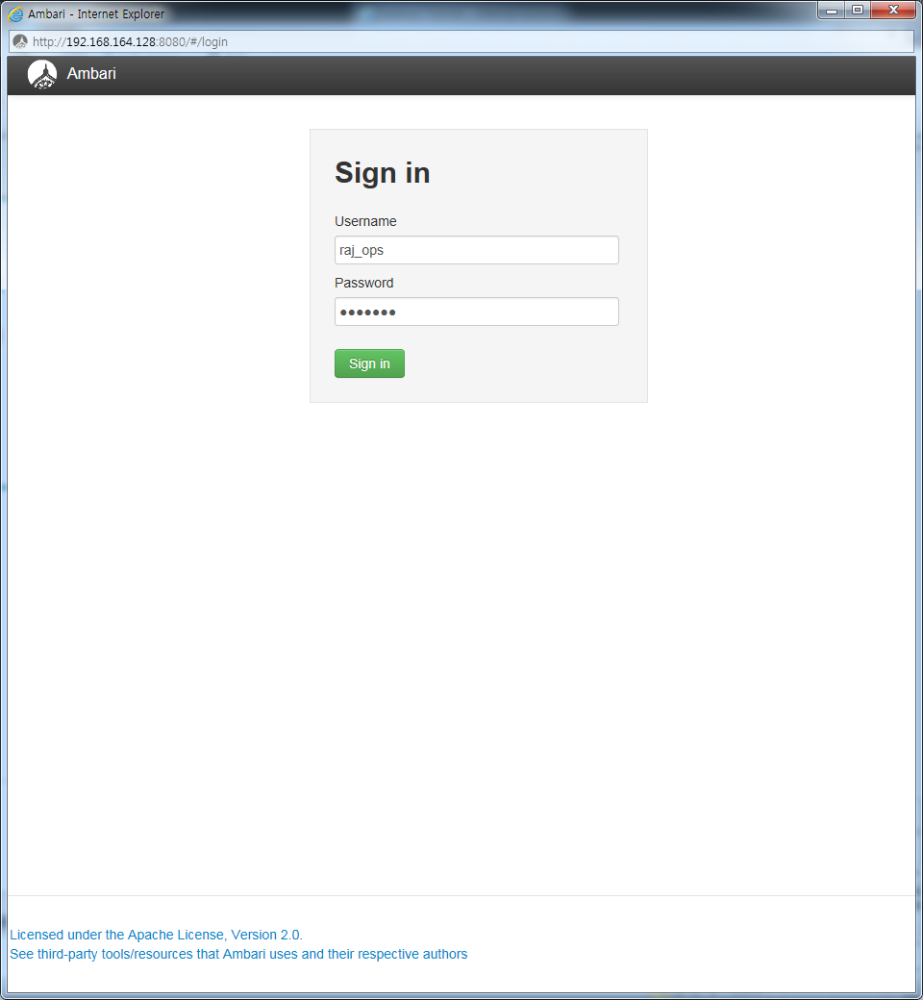 Ambari - Internet Explorer
http://192.168.164.128:8080/#/login
Ambari
Sign in
Username
raj_ops
Password
●●●●●●●
Sign in
Licensed under the Apache License, Version 2.0.
See third-party tools/resources that Ambari uses and their respective authors